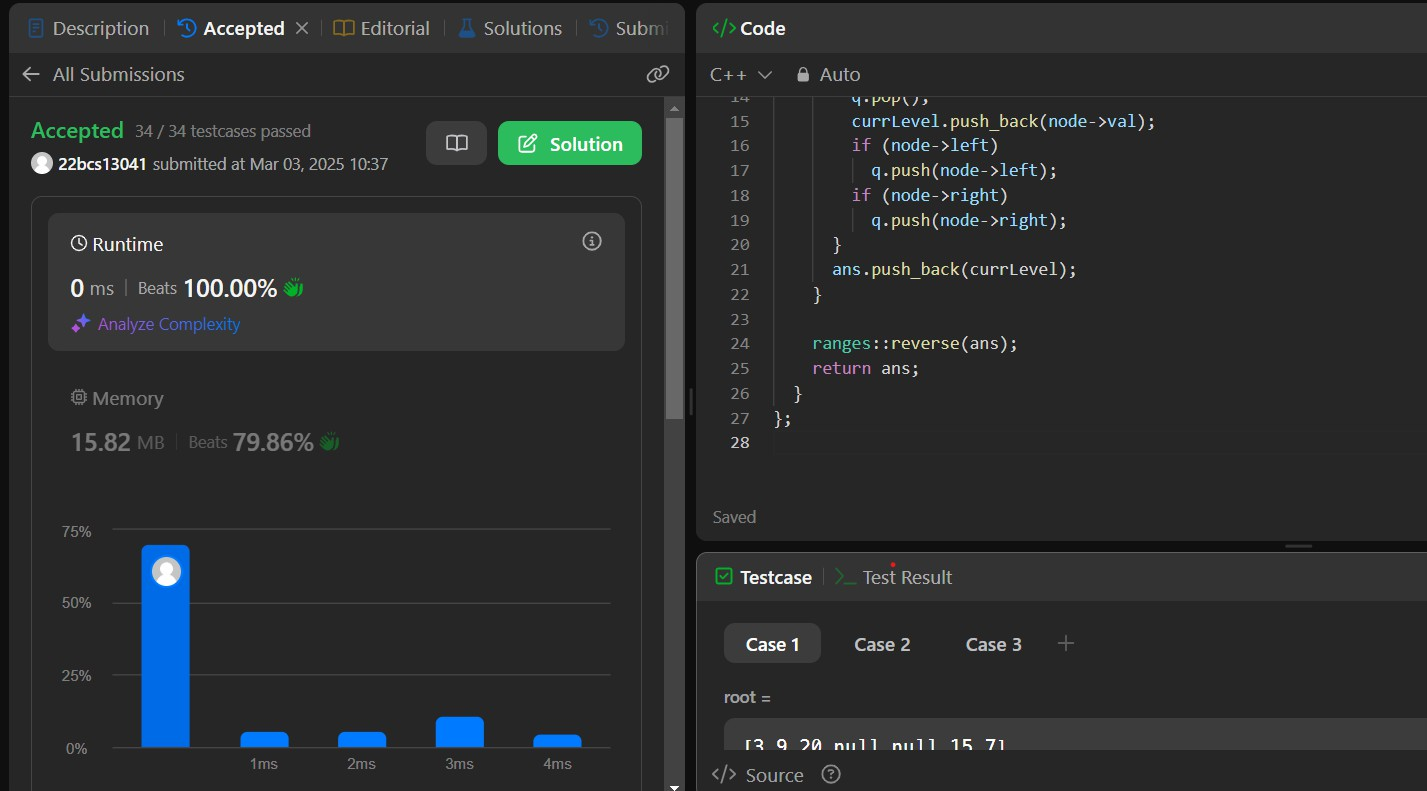 Description
Accepted
Editorial
Solutions
Submi
All Submissions
Accepted 34 / 34 testcases passed
22bcs13041 submitted at Mar 03, 2025 10:37
Solution
Runtime
0 ms | Beats 100.00%
Analyze Complexity
Memory
15.82 MB | Beats 79.86%
75%
50%
25%
0%
1ms 2ms 3ms 4ms
</> Code
C++ Auto
14 q.pop();
15 currLevel.push_back(node->val);
16 if (node->left)
17 q.push(node->left);
18 if (node->right)
19 q.push(node->right);
20 }
21 ans.push_back(currLevel);
22 }
23
24 ranges::reverse(ans);
25 return ans;
26 }
27 };
28
Saved
Testcase
Test Result
Case 1 Case 2 Case 3 +
root =
[3,9,20,null,null,15,7]
</> Source ?